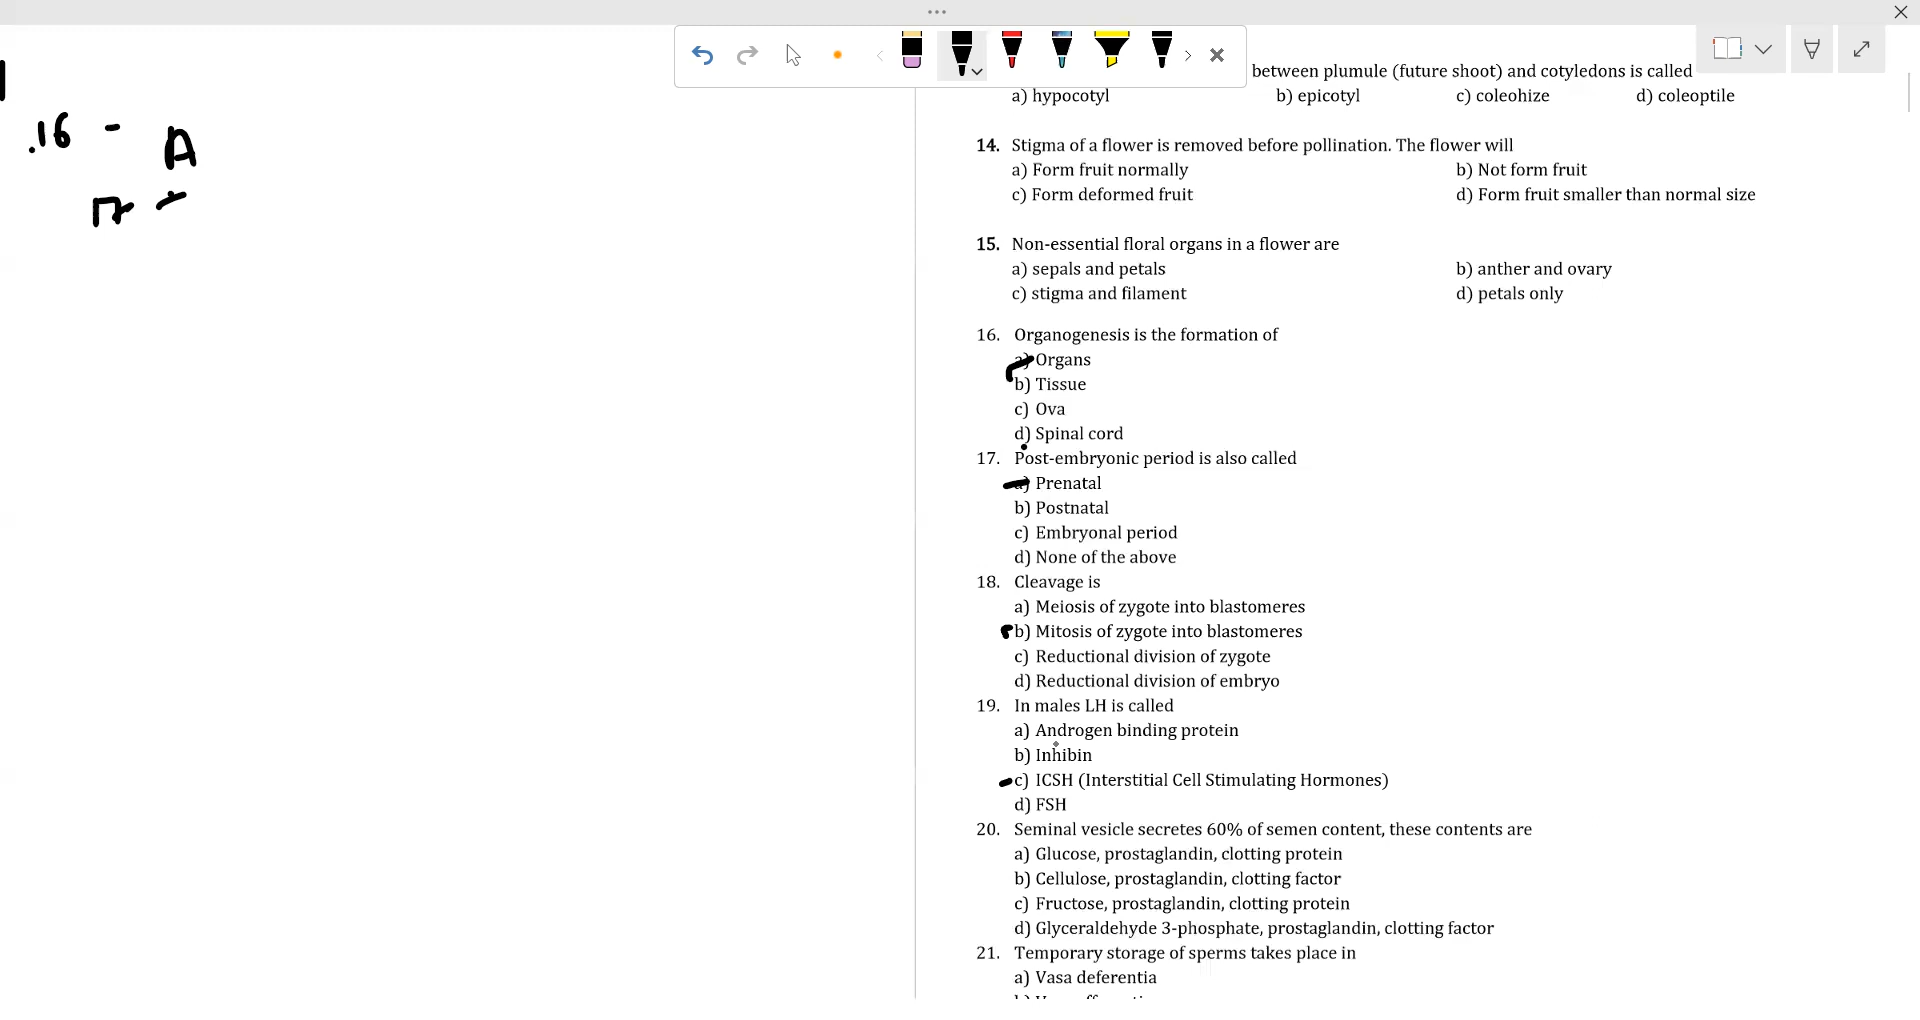 between plumule (future shoot) and cotyledons is called
a) hypocotyl b) epicotyl c) coleohize d) coleoptile
14. Stigma of a flower is removed before pollination. The flower will
a) Form fruit normally b) Not form fruit
c) Form deformed fruit d) Form fruit smaller than normal size
15. Non-essential floral organs in a flower are
a) sepals and petals b) anther and ovary
c) stigma and filament d) petals only
16. Organogenesis is the formation of
a) Organs
b) Tissue
c) Ova
d) Spinal cord
17. Post-embryonic period is also called
a) Prenatal
b) Postnatal
c) Embryonal period
d) None of the above
18. Cleavage is
a) Meiosis of zygote into blastomeres
b) Mitosis of zygote into blastomeres
c) Reductional division of zygote
d) Reductional division of embryo
19. In males LH is called
a) Androgen binding protein
b) Inhibin
c) ICSH (Interstitial Cell Stimulating Hormones)
d) FSH
20. Seminal vesicle secretes 60% of semen content, these contents are
a) Glucose, prostaglandin, clotting protein
b) Cellulose, prostaglandin, clotting factor
c) Fructose, prostaglandin, clotting protein
d) Glyceraldehyde 3-phosphate, prostaglandin, clotting factor
21. Temporary storage of sperms takes place in
a) Vasa deferentia
.16 - A
17 -